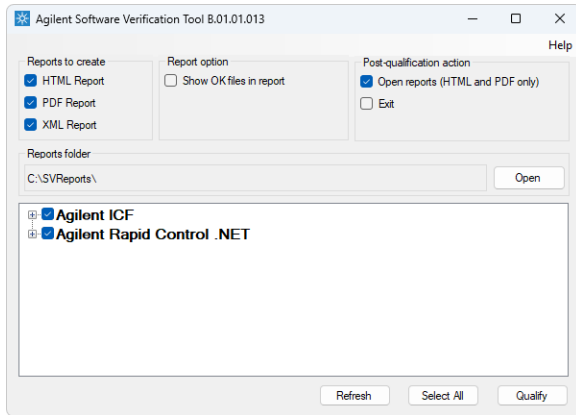 Agilent Software Verification Tool B.01.01.013
Help
Reports to create
HTML Report
PDF Report
XML Report
Report option
Show OK files in report
Post-qualification action
Open reports (HTML and PDF only)
Exit
Reports folder
C:\SVReports\
Open
Agilent ICF
Agilent Rapid Control .NET
Refresh
Select All
Qualify